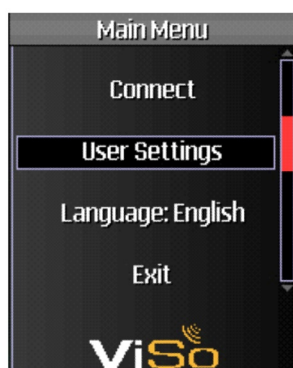 Main Menu
Connect
User Settings
Language: English
Exit
ViSo